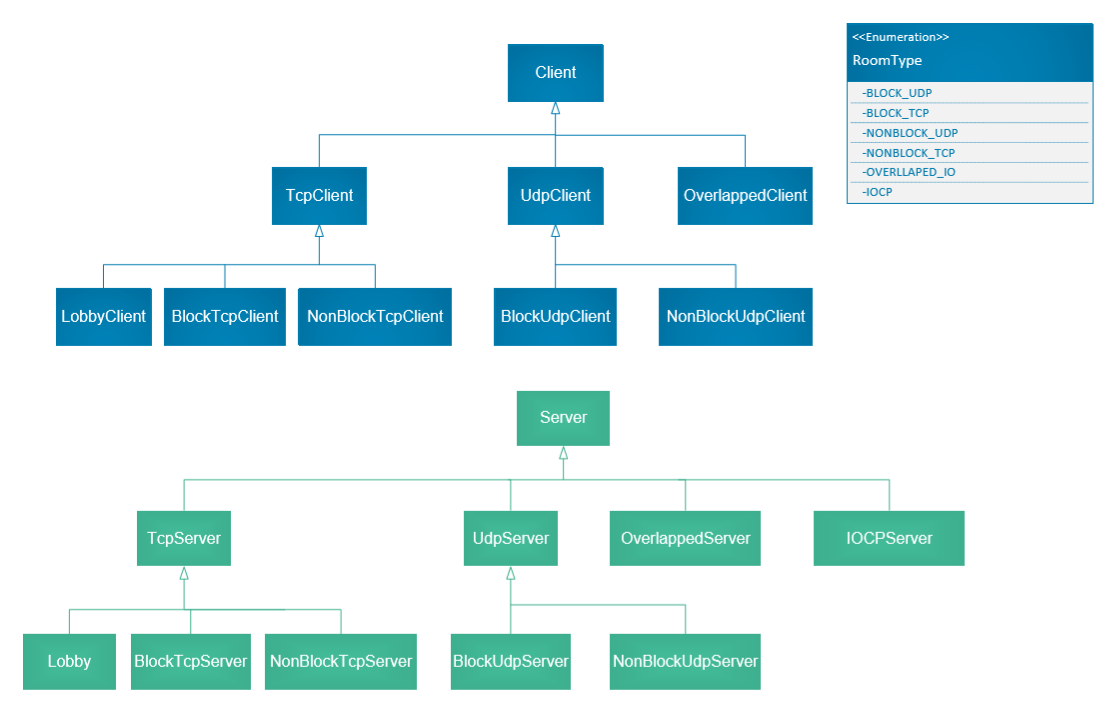 Client
<<Enumeration>>
RoomType
-BLOCK_UDP
-BLOCK_TCP
-NONBLOCK_UDP
-NONBLOCK_TCP
-OVERLLAPED_IO
-IOCP
TcpClient
UdpClient
OverlappedClient
LobbyClient
BlockTcpClient
NonBlockTcpClient
BlockUdpClient
NonBlockUdpClient
Server
TcpServer
UdpServer
OverlappedServer
IOCPServer
Lobby
BlockTcpServer
NonBlockTcpServer
BlockUdpServer
NonBlockUdpServer